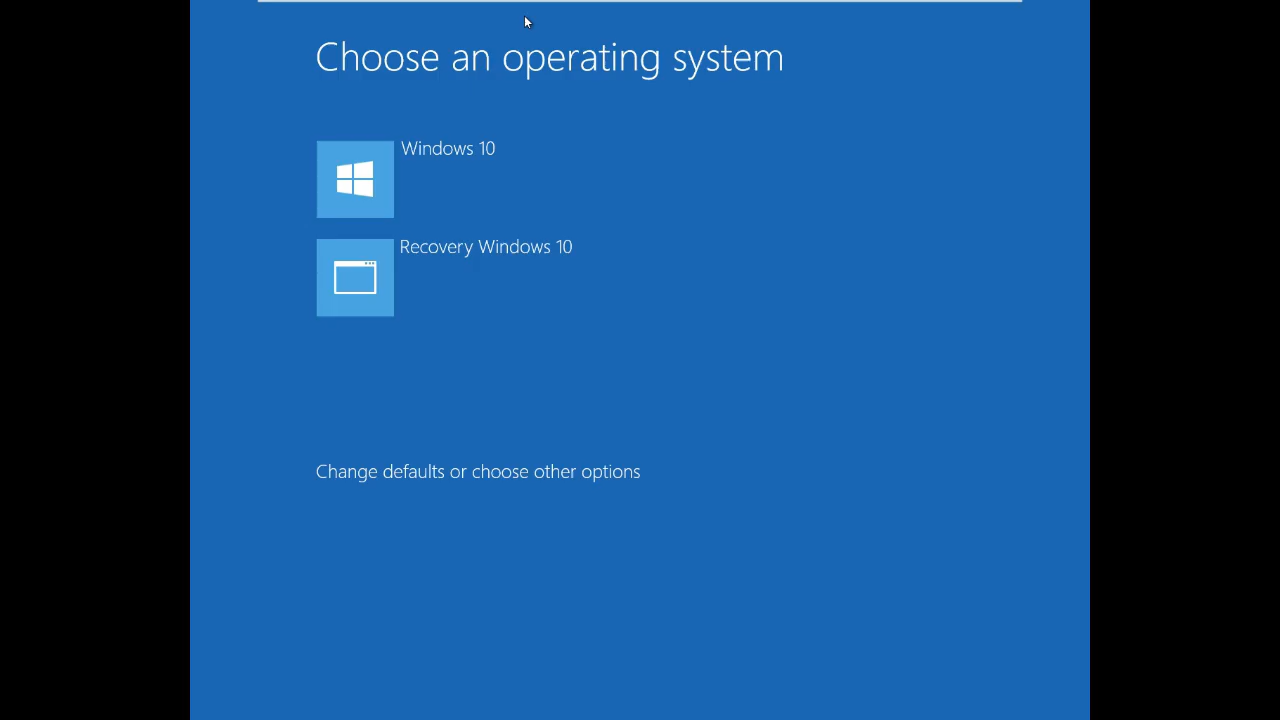 Choose an operating system
Windows 10
Recovery Windows 10
Change defaults or choose other options